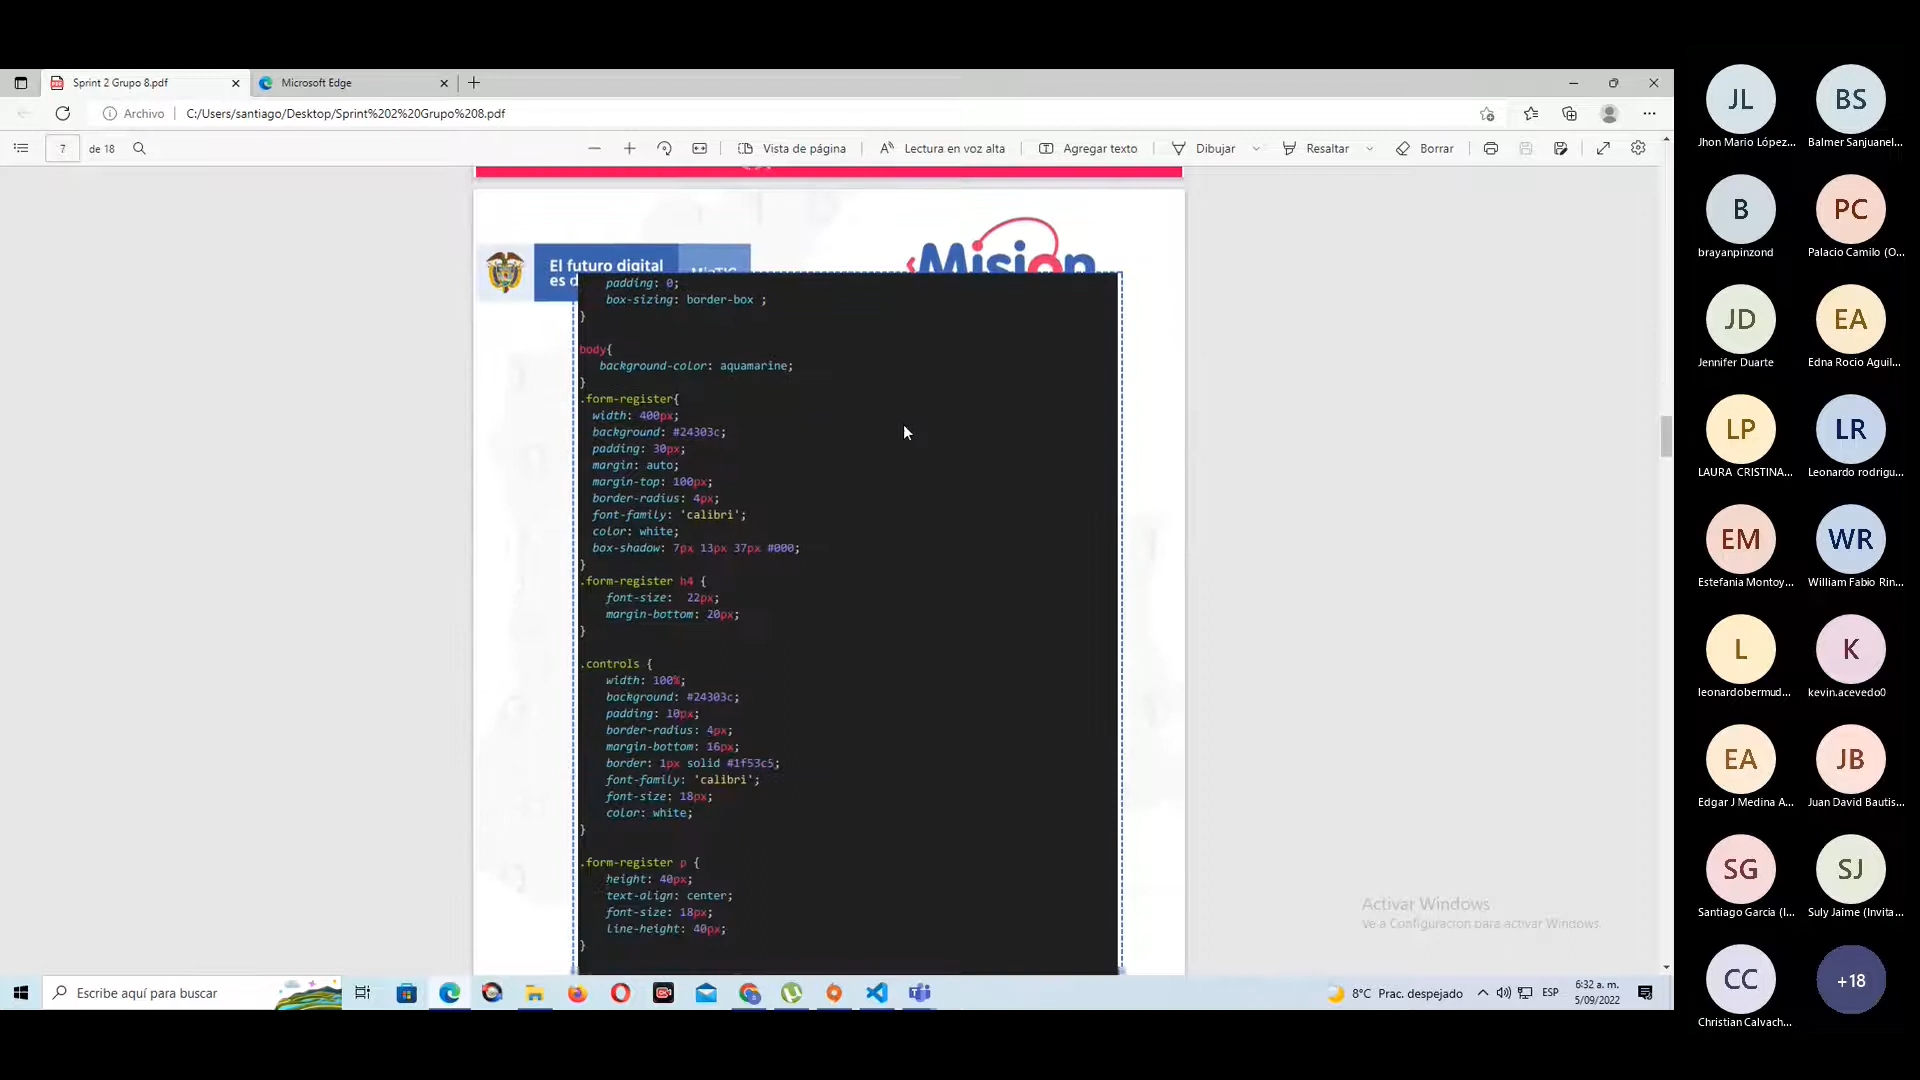 Sprint 2 Grupo 8.pdf
Microsoft Edge
Archivo
C:/Users/santiago/Desktop/Sprint%202%20Grupo%208.pdf
7
de 18
Vista de página
Lectura en voz alta
Agregar texto
Dibujar
Resaltar
Borrar
El futuro digital
es d
Mision
padding: 0;
box-sizing: border-box ;
}
body{
background-color: aquamarine;
}
.form-register{
width: 400px;
background: #24303c;
padding: 30px;
margin: auto;
margin-top: 100px;
border-radius: 4px;
font-family: 'calibri';
color: white;
box-shadow: 7px 13px 37px #000;
}
.form-register h4 {
font-size:  22px;
margin-bottom: 20px;
}
.controls {
width: 100%;
background: #24303c;
padding: 10px;
border-radius: 4px;
margin-bottom: 16px;
border: 1px solid #1f53c5;
font-family: 'calibri';
font-size: 18px;
color: white;
}
.form-register p {
height: 40px;
text-align: center;
font-size: 18px;
line-height: 40px;
}
Activar Windows
Ve a Configuración para activar Windows.
Escribe aquí para buscar
8°C Prac. despejado
ESP
6:32 a. m.
5/09/2022
JL
Jhon Mario López...
BS
Balmer Sanjuanel...
B
brayanpinzond
PC
Palacio Camilo (O...
JD
Jennifer Duarte
EA
Edna Rocio Aguil...
LP
LAURA CRISTINA...
LR
Leonardo rodrigu...
EM
Estefania Montoy...
WR
William Fabio Rin...
L
leonardobermud...
K
kevin.acevedo0
EA
Edgar J Medina A...
JB
Juan David Bautis...
SG
Santiago Garcia (I...
SJ
Suly Jaime (Invita...
CC
Christian Calvach...
+18